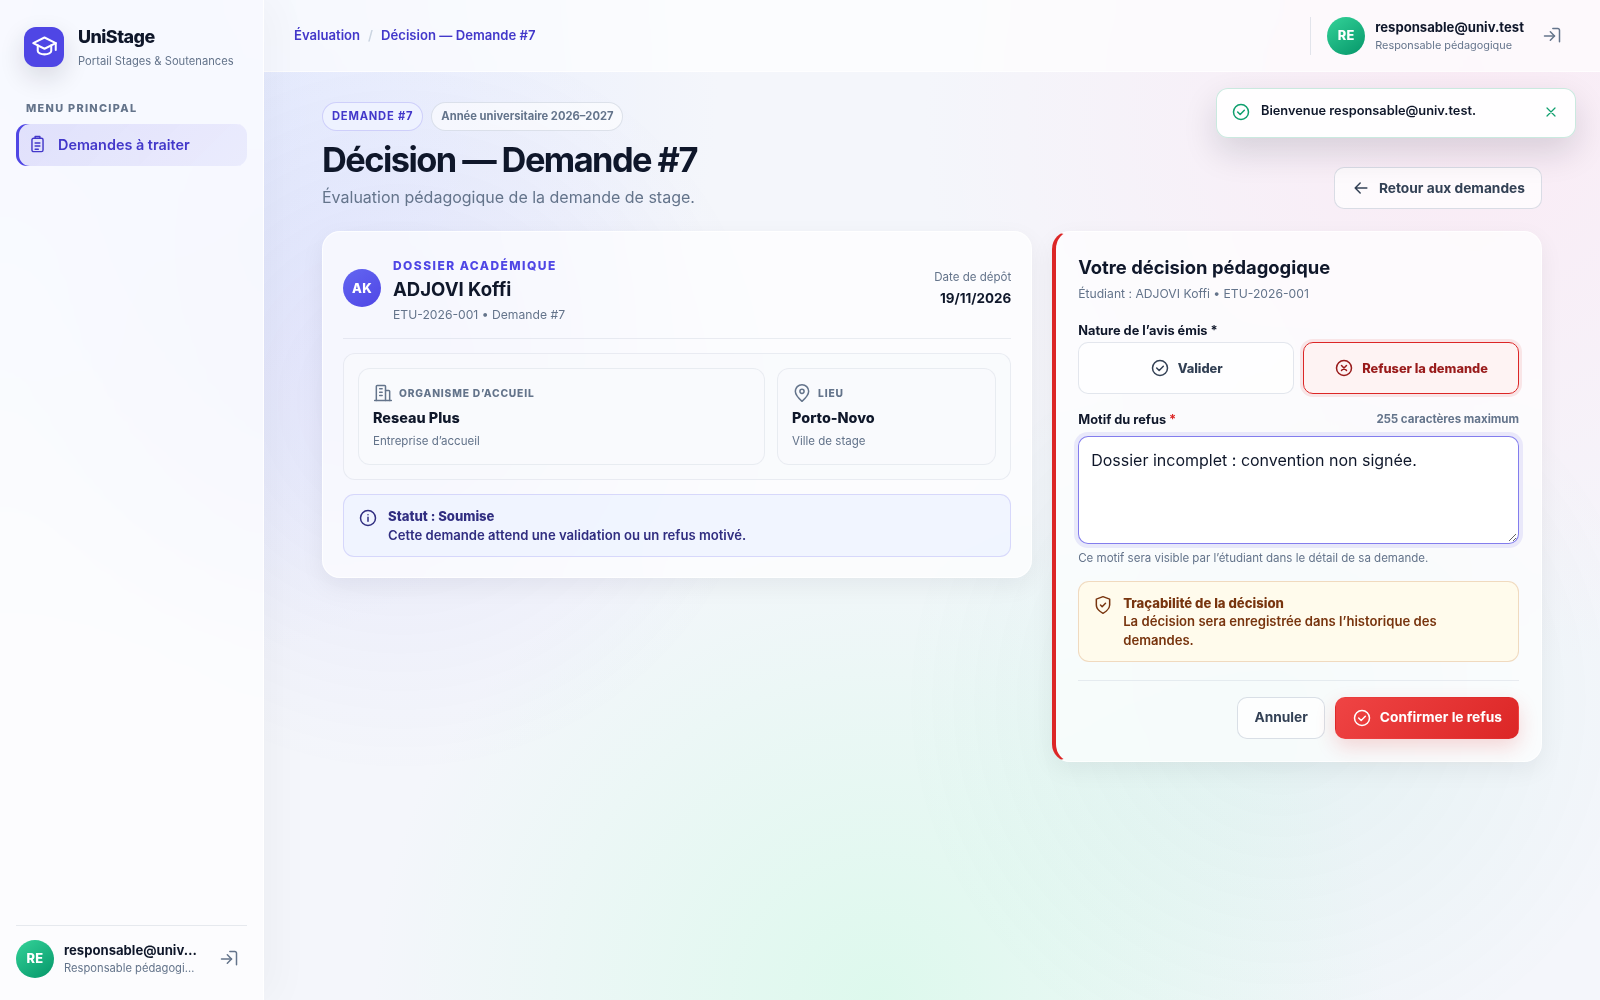 UniStage
Portail Stages & Soutenances
MENU PRINCIPAL
Demandes à traiter
Évaluation / Décision — Demande #7
RE
responsable@univ.test
Responsable pédagogique
Bienvenue responsable@univ.test.
DEMANDE #7
Année universitaire 2026–2027
Décision — Demande #7
Évaluation pédagogique de la demande de stage.
Retour aux demandes
AK
DOSSIER ACADÉMIQUE
ADJOVI Koffi
ETU-2026-001 • Demande #7
Date de dépôt
19/11/2026
ORGANISME D’ACCUEIL
Reseau Plus
Entreprise d’accueil
LIEU
Porto-Novo
Ville de stage
Statut : Soumise
Cette demande attend une validation ou un refus motivé.
Votre décision pédagogique
Étudiant : ADJOVI Koffi • ETU-2026-001
Nature de l’avis émis *
Valider
Refuser la demande
Motif du refus *
255 caractères maximum
Dossier incomplet : convention non signée.
Ce motif sera visible par l’étudiant dans le détail de sa demande.
Traçabilité de la décision
La décision sera enregistrée dans l’historique des
demandes.
Annuler
Confirmer le refus
RE
responsable@univ...
Responsable pédagogi...